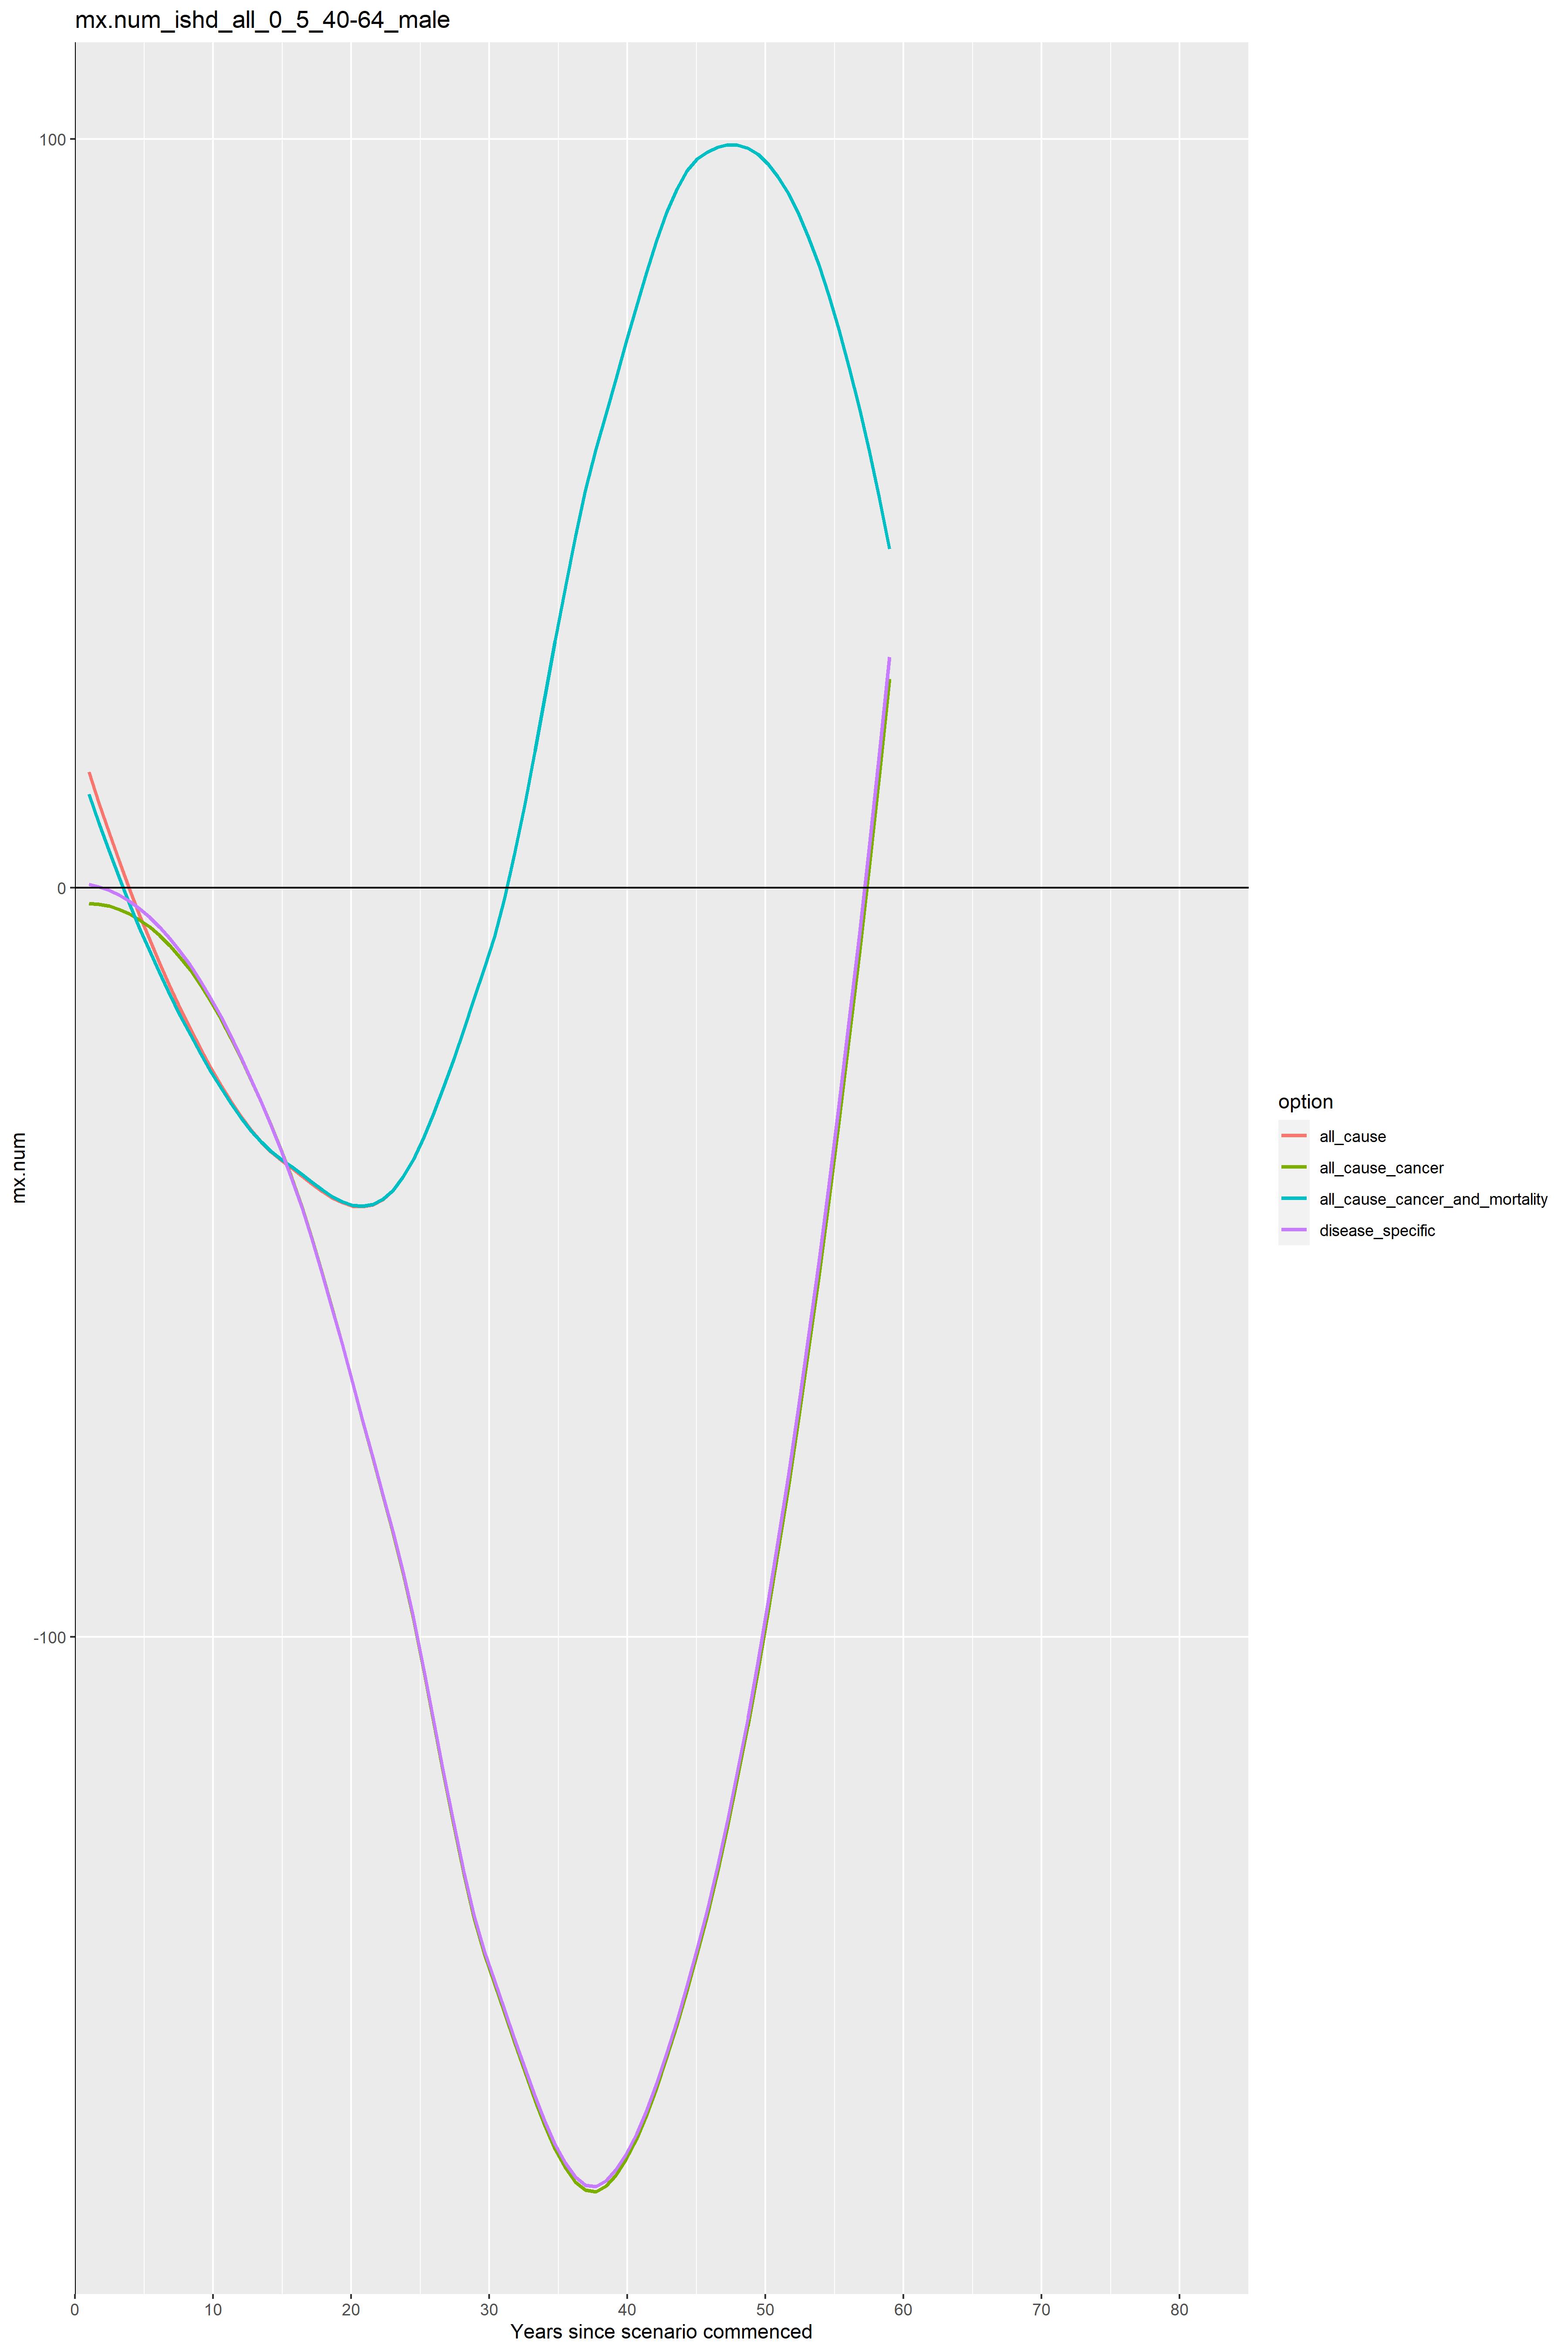 mx.num_ishd_all_0_5_40-64_male
mx.num
100
0
-100
0 10 20 30 40 50 60 70 80
Years since scenario commenced
option
all_cause
all_cause_cancer
all_cause_cancer_and_mortality
disease_specific